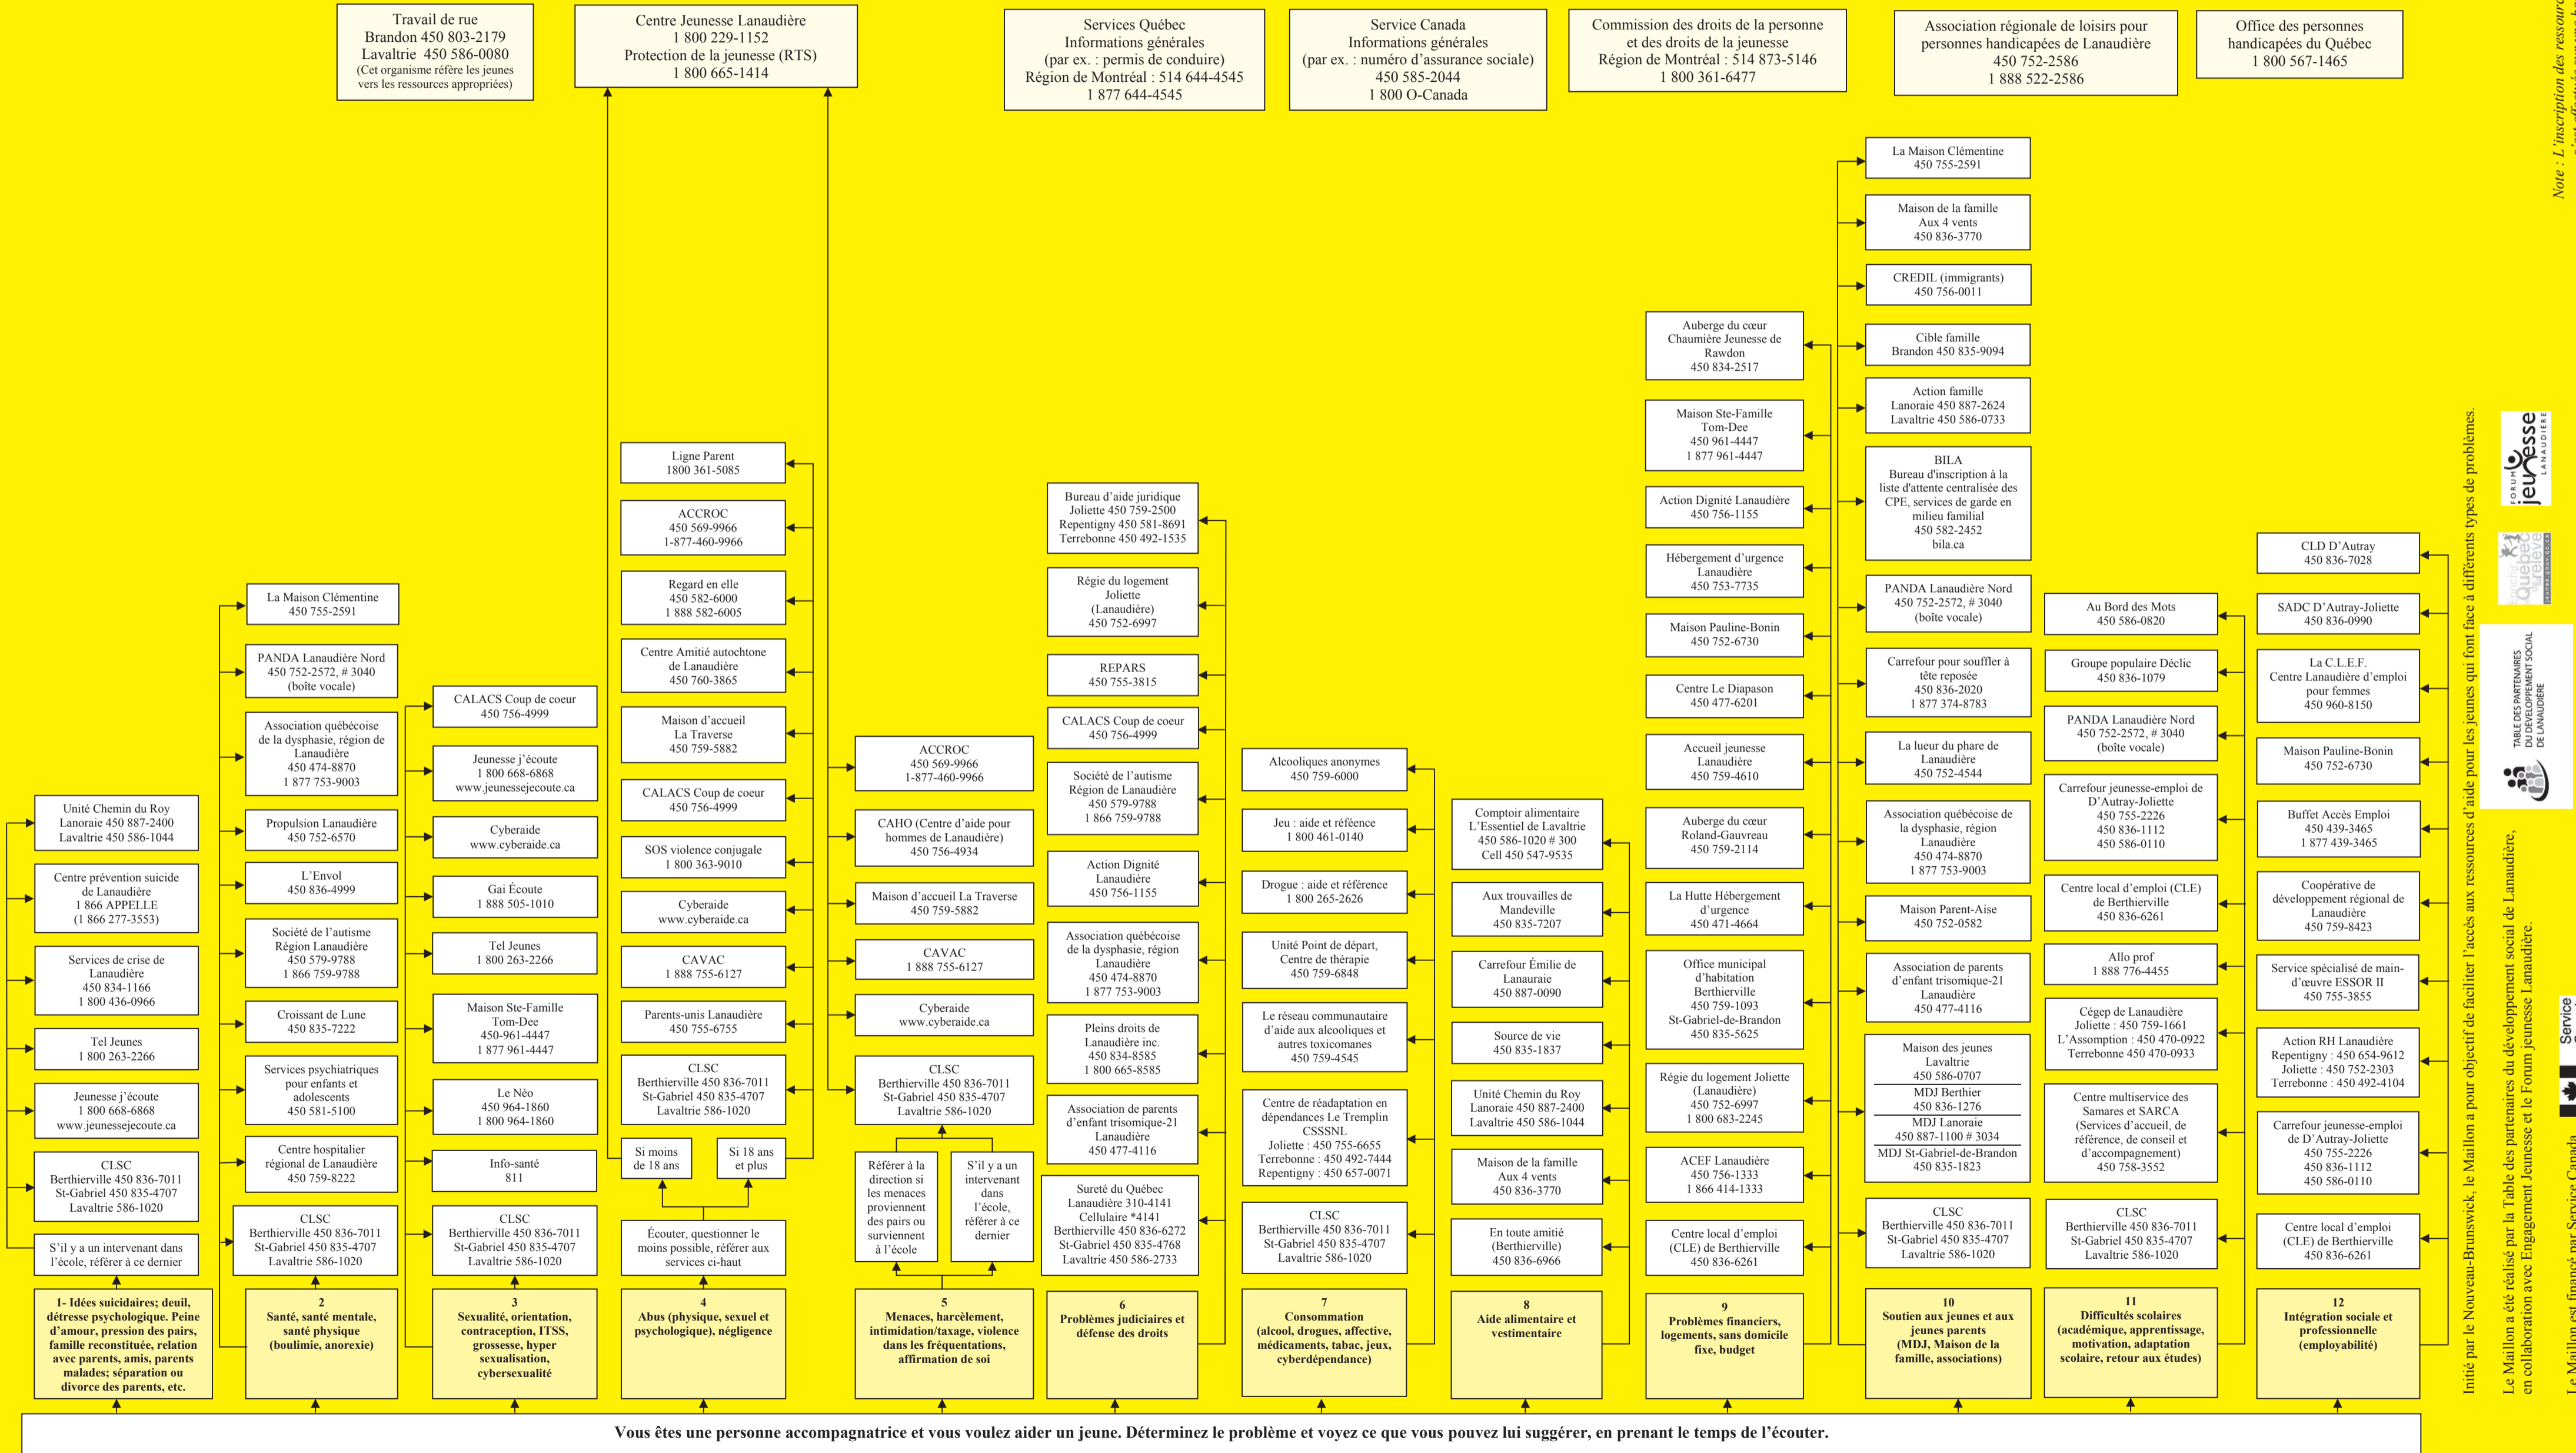 Travail de rue
Brandon 450 803-2179
Lavaltrie 450 586-0080
(Cet organisme réfère les jeunes
vers les ressources appropriées)
Centre Jeunesse Lanaudière
1 800 229-1152
Protection de la jeunesse (RTS)
1 800 665-1414
Services Québec
Informations générales
(par ex. : permis de conduire)
Région de Montréal : 514 644-4545
1 877 644-4545
Service Canada
Informations générales
(par ex. : numéro d’assurance sociale)
450 585-2044
1 800 O-Canada
Commission des droits de la personne
et des droits de la jeunesse
Région de Montréal : 514 873-5146
1 800 361-6477
Association régionale de loisirs pour
personnes handicapées de Lanaudière
450 752-2586
1 888 522-2586
Office des personnes
handicapées du Québec
1 800 567-1465
Unité Chemin du Roy
Lanoraie 450 887-2400
Lavaltrie 450 586-1044
Centre prévention suicide
de Lanaudière
1 866 APPELLE
(1 866 277-3553)
Services de crise de
Lanaudière
450 834-1166
1 800 436-0966
Tel Jeunes
1 800 263-2266
Jeunesse j’écoute
1 800 668-6868
www.jeunessejecoute.ca
CLSC
Berthierville 450 836-7011
St-Gabriel 450 835-4707
Lavaltrie 586-1020
S’il y a un intervenant dans
l’école, référer à ce dernier
1- Idées suicidaires; deuil,
détresse psychologique. Peine
d’amour, pression des pairs,
famille reconstituée, relation
avec parents, amis, parents
malades; séparation ou
divorce des parents, etc.
La Maison Clémentine
450 755-2591
PANDA Lanaudière Nord
450 752-2572, # 3040
(boîte vocale)
Association québécoise
de la dysphasie, région de
Lanaudière
450 474-8870
1 877 753-9003
Propulsion Lanaudière
450 752-6570
L’Envol
450 836-4999
Société de l’autisme
Région Lanaudière
450 579-9788
1 866 759-9788
Croissant de Lune
450 835-7222
Services psychiatriques
pour enfants et
adolescents
450 581-5100
Centre hospitalier
régional de Lanaudière
450 759-8222
CLSC
Berthierville 450 836-7011
St-Gabriel 450 835-4707
Lavaltrie 586-1020
2
Santé, santé mentale,
santé physique
(boulimie, anorexie)
CALACS Coup de coeur
450 756-4999
Jeunesse j’écoute
1 800 668-6868
www.jeunessejecoute.ca
Cyberaide
www.cyberaide.ca
Gai Écoute
1 888 505-1010
Tel Jeunes
1 800 263-2266
Maison Ste-Famille
Tom-Dee
450-961-4447
1 877 961-4447
Le Néo
450 964-1860
1 800 964-1860
Info-santé
811
CLSC
Berthierville 450 836-7011
St-Gabriel 450 835-4707
Lavaltrie 586-1020
3
Sexualité, orientation,
contraception, ITSS,
grossesse, hyper
sexualisation,
cybersexualité
Ligne Parent
1800 361-5085
ACCROC
450 569-9966
1-877-460-9966
Regard en elle
450 582-6000
1 888 582-6005
Centre Amitié autochtone
de Lanaudière
450 760-3865
Maison d’accueil
La Traverse
450 759-5882
CALACS Coup de coeur
450 756-4999
SOS violence conjugale
1 800 363-9010
Cyberaide
www.cyberaide.ca
CAVAC
1 888 755-6127
Parents-unis Lanaudière
450 755-6755
CLSC
Berthierville 450 836-7011
St-Gabriel 450 835-4707
Lavaltrie 586-1020
Si moins
de 18 ans
Si 18 ans
et plus
Écouter, questionner le
moins possible, référer aux
services ci-haut
4
Abus (physique, sexuel et
psychologique), négligence
ACCROC
450 569-9966
1-877-460-9966
CAHO (Centre d’aide pour
hommes de Lanaudière)
450 756-4934
Maison d’accueil La Traverse
450 759-5882
CAVAC
1 888 755-6127
Cyberaide
www.cyberaide.ca
CLSC
Berthierville 450 836-7011
St-Gabriel 450 835-4707
Lavaltrie 586-1020
Référer à la
direction si
les menaces
proviennent
des pairs ou
surviennent
à l’école
S’il y a un
intervenant
dans
l’école,
référer à ce
dernier
5
Menaces, harcèlement,
intimidation/taxage, violence
dans les fréquentations,
affirmation de soi
Bureau d’aide juridique
Joliette 450 759-2500
Repentigny 450 581-8691
Terrebonne 450 492-1535
Régie du logement
Joliette
(Lanaudière)
450 752-6997
REPARS
450 755-3815
CALACS Coup de coeur
450 756-4999
Société de l’autisme
Région de Lanaudière
450 579-9788
1 866 759-9788
Action Dignité
Lanaudière
450 756-1155
Association québécoise
de la dysphasie, région
Lanaudière
450 474-8870
1 877 753-9003
Pleins droits de
Lanaudière inc.
450 834-8585
1 800 665-8585
Association de parents
d’enfant trisomique-21
Lanaudière
450 477-4116
Sureté du Québec
Lanaudière 310-4141
Cellulaire *4141
Berthierville 450 836-6272
St-Gabriel 450 835-4768
Lavaltrie 450 586-2733
6
Problèmes judiciaires et
défense des droits
Alcooliques anonymes
450 759-6000
Jeu : aide et réféence
1 800 461-0140
Drogue : aide et référence
1 800 265-2626
Unité Point de départ,
Centre de thérapie
450 759-6848
Le réseau communautaire
d’aide aux alcooliques et
autres toxicomanes
450 759-4545
Centre de réadaptation en
dépendances Le Tremplin
CSSSNL
Joliette : 450 755-6655
Terrebonne : 450 492-7444
Repentigny : 450 657-0071
CLSC
Berthierville 450 836-7011
St-Gabriel 450 835-4707
Lavaltrie 586-1020
7
Consommation
(alcool, drogues, affective,
médicaments, tabac, jeux,
cyberdépendance)
Comptoir alimentaire
L’Essentiel de Lavaltrie
450 586-1020 # 300
Cell 450 547-9535
Aux trouvailles de
Mandeville
450 835-7207
Carrefour Émilie de
Lanauraie
450 887-0090
Source de vie
450 835-1837
Unité Chemin du Roy
Lanoraie 450 887-2400
Lavaltrie 450 586-1044
Maison de la famille
Aux 4 vents
450 836-3770
En toute amitié
(Berthierville)
450 836-6966
8
Aide alimentaire et
vestimentaire
Auberge du cœur
Chaumière Jeunesse de
Rawdon
450 834-2517
Maison Ste-Famille
Tom-Dee
450 961-4447
1 877 961-4447
Action Dignité Lanaudière
450 756-1155
Hébergement d’urgence
Lanaudière
450 753-7735
Maison Pauline-Bonin
450 752-6730
Centre Le Diapason
450 477-6201
Accueil jeunesse
Lanaudière
450 759-4610
Auberge du cœur
Roland-Gauvreau
450 759-2114
La Hutte Hébergement
d’urgence
450 471-4664
Office municipal
d’habitation
Berthierville
450 759-1093
St-Gabriel-de-Brandon
450 835-5625
Régie du logement Joliette
(Lanaudière)
450 752-6997
1 800 683-2245
ACEF Lanaudière
450 756-1333
1 866 414-1333
Centre local d’emploi
(CLE) de Berthierville
450 836-6261
9
Problèmes financiers,
logements, sans domicile
fixe, budget
La Maison Clémentine
450 755-2591
Maison de la famille
Aux 4 vents
450 836-3770
CREDIL (immigrants)
450 756-0011
Cible famille
Brandon 450 835-9094
Action famille
Lanoraie 450 887-2624
Lavaltrie 450 586-0733
BILA
Bureau d'inscription à la
liste d'attente centralisée des
CPE, services de garde en
milieu familial
450 582-2452
bila.ca
PANDA Lanaudière Nord
450 752-2572, # 3040
(boîte vocale)
Carrefour pour souffler à
tête reposée
450 836-2020
1 877 374-8783
La lueur du phare de
Lanaudière
450 752-4544
Association québécoise de
la dysphasie, région
Lanaudière
450 474-8870
1 877 753-9003
Maison Parent-Aise
450 752-0582
Association de parents
d’enfant trisomique-21
Lanaudière
450 477-4116
Maison des jeunes
Lavaltrie
450 586-0707
MDJ Berthier
450 836-1276
MDJ Lanoraie
450 887-1100 # 3034
MDJ St-Gabriel-de-Brandon
450 835-1823
CLSC
Berthierville 450 836-7011
St-Gabriel 450 835-4707
Lavaltrie 586-1020
10
Soutien aux jeunes et aux
jeunes parents
(MDJ, Maison de la
famille, associations)
Au Bord des Mots
450 586-0820
Groupe populaire Déclic
450 836-1079
PANDA Lanaudière Nord
450 752-2572, # 3040
(boîte vocale)
Carrefour jeunesse-emploi de
D’Autray-Joliette
450 755-2226
450 836-1112
450 586-0110
Centre local d’emploi (CLE)
de Berthierville
450 836-6261
Allo prof
1 888 776-4455
Cégep de Lanaudière
Joliette : 450 759-1661
L’Assomption : 450 470-0922
Terrebonne 450 470-0933
Centre multiservice des
Samares et SARCA
(Services d’accueil, de
référence, de conseil et
d’accompagnement)
450 758-3552
CLSC
Berthierville 450 836-7011
St-Gabriel 450 835-4707
Lavaltrie 586-1020
11
Difficultés scolaires
(académique, apprentissage,
motivation, adaptation
scolaire, retour aux études)
CLD D’Autray
450 836-7028
SADC D’Autray-Joliette
450 836-0990
La C.L.E.F.
Centre Lanaudière d’emploi
pour femmes
450 960-8150
Maison Pauline-Bonin
450 752-6730
Buffet Accès Emploi
450 439-3465
1 877 439-3465
Coopérative de
développement régional de
Lanaudière
450 759-8423
Service spécialisé de main-
d’œuvre ESSOR II
450 755-3855
Action RH Lanaudière
Repentigny : 450 654-9612
Joliette : 450 752-2303
Terrebonne : 450 492-4104
Carrefour jeunesse-emploi
de D’Autray-Joliette
450 755-2226
450 836-1112
450 586-0110
Centre local d’emploi
(CLE) de Berthierville
450 836-6261
12
Intégration sociale et
professionnelle
(employabilité)
Vous êtes une personne accompagnatrice et vous voulez aider un jeune. Déterminez le problème et voyez ce que vous pouvez lui suggérer, en prenant le temps de l’écouter.
Initié par le Nouveau-Brunswick, le Maillon a pour objectif de faciliter l’accès aux ressources d’aide pour les jeunes qui font face à différents types de problèmes.
Le Maillon a été réalisé par la Table des partenaires du développement social de Lanaudière,
en collaboration avec Engagement Jeunesse et le Forum jeunesse Lanaudière.
Le Maillon est financé par Service Canada
Note : L’inscription des
FORUM
jeunesse
LANAUDIÈRE
Québec
relève
TABLE DES PARTENAIRES
DU DÉVELOPPEMENT SOCIAL
DE LANAUDIÈRE
Service